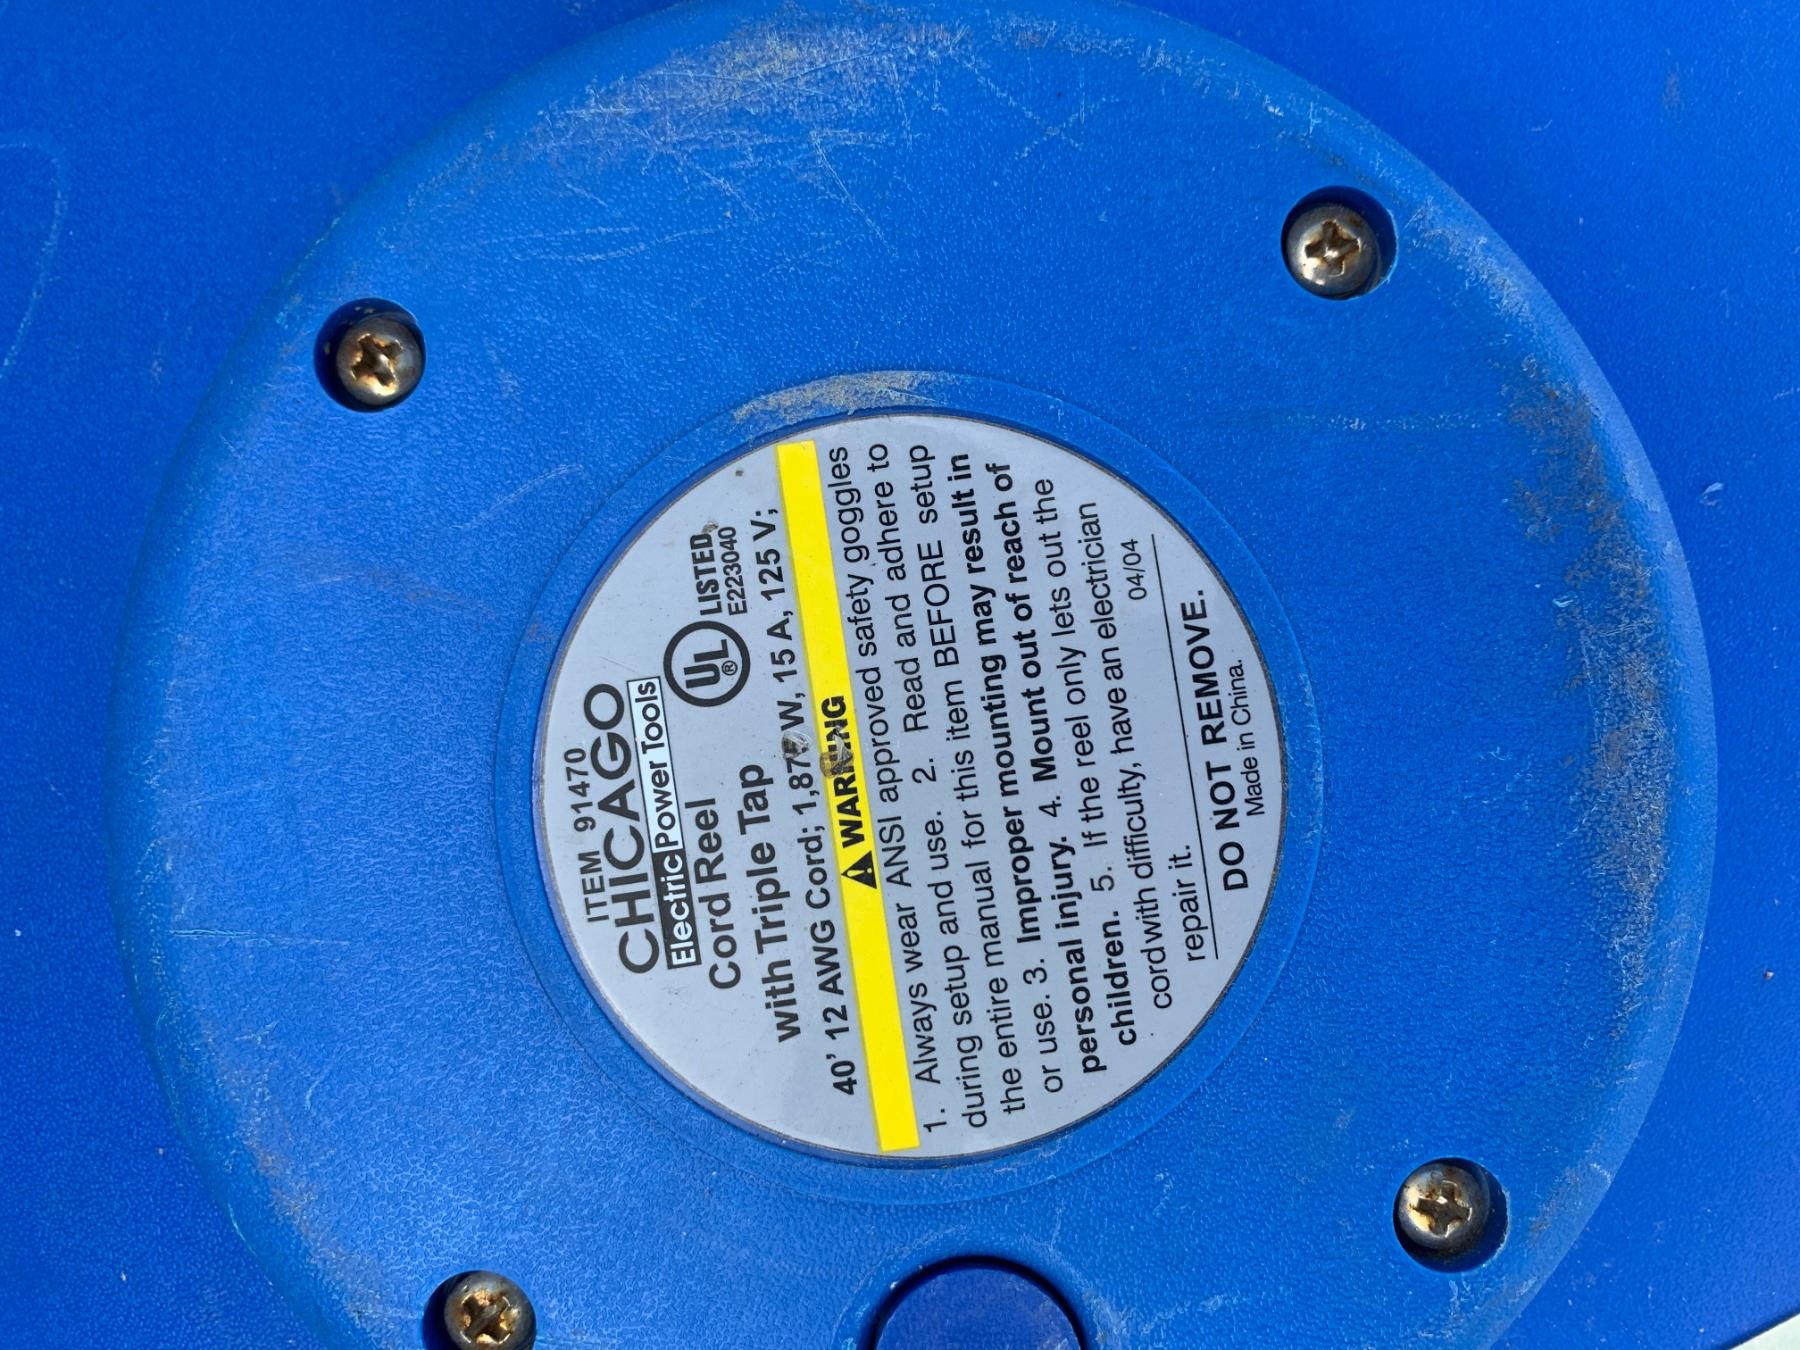 ITEM 91470
CHICAGO
Electric Power Tools
Cord Reel
With Triple Tap
UL ® LISTED
E223040
40' 12 AWG Cord; 1,875 W, 15 A, 125 V;
⚠ WARNING
1. Always wear ANSI approved safety goggles
during setup and use. 2. Read and adhere to
the entire manual for this item BEFORE setup
or use. 3. Improper mounting may result in
personal injury. 4. Mount out of reach of
children. 5. If the reel only lets out the
cord with difficulty, have an electrician
repair it.
04/04
DO NOT REMOVE.
Made in China.